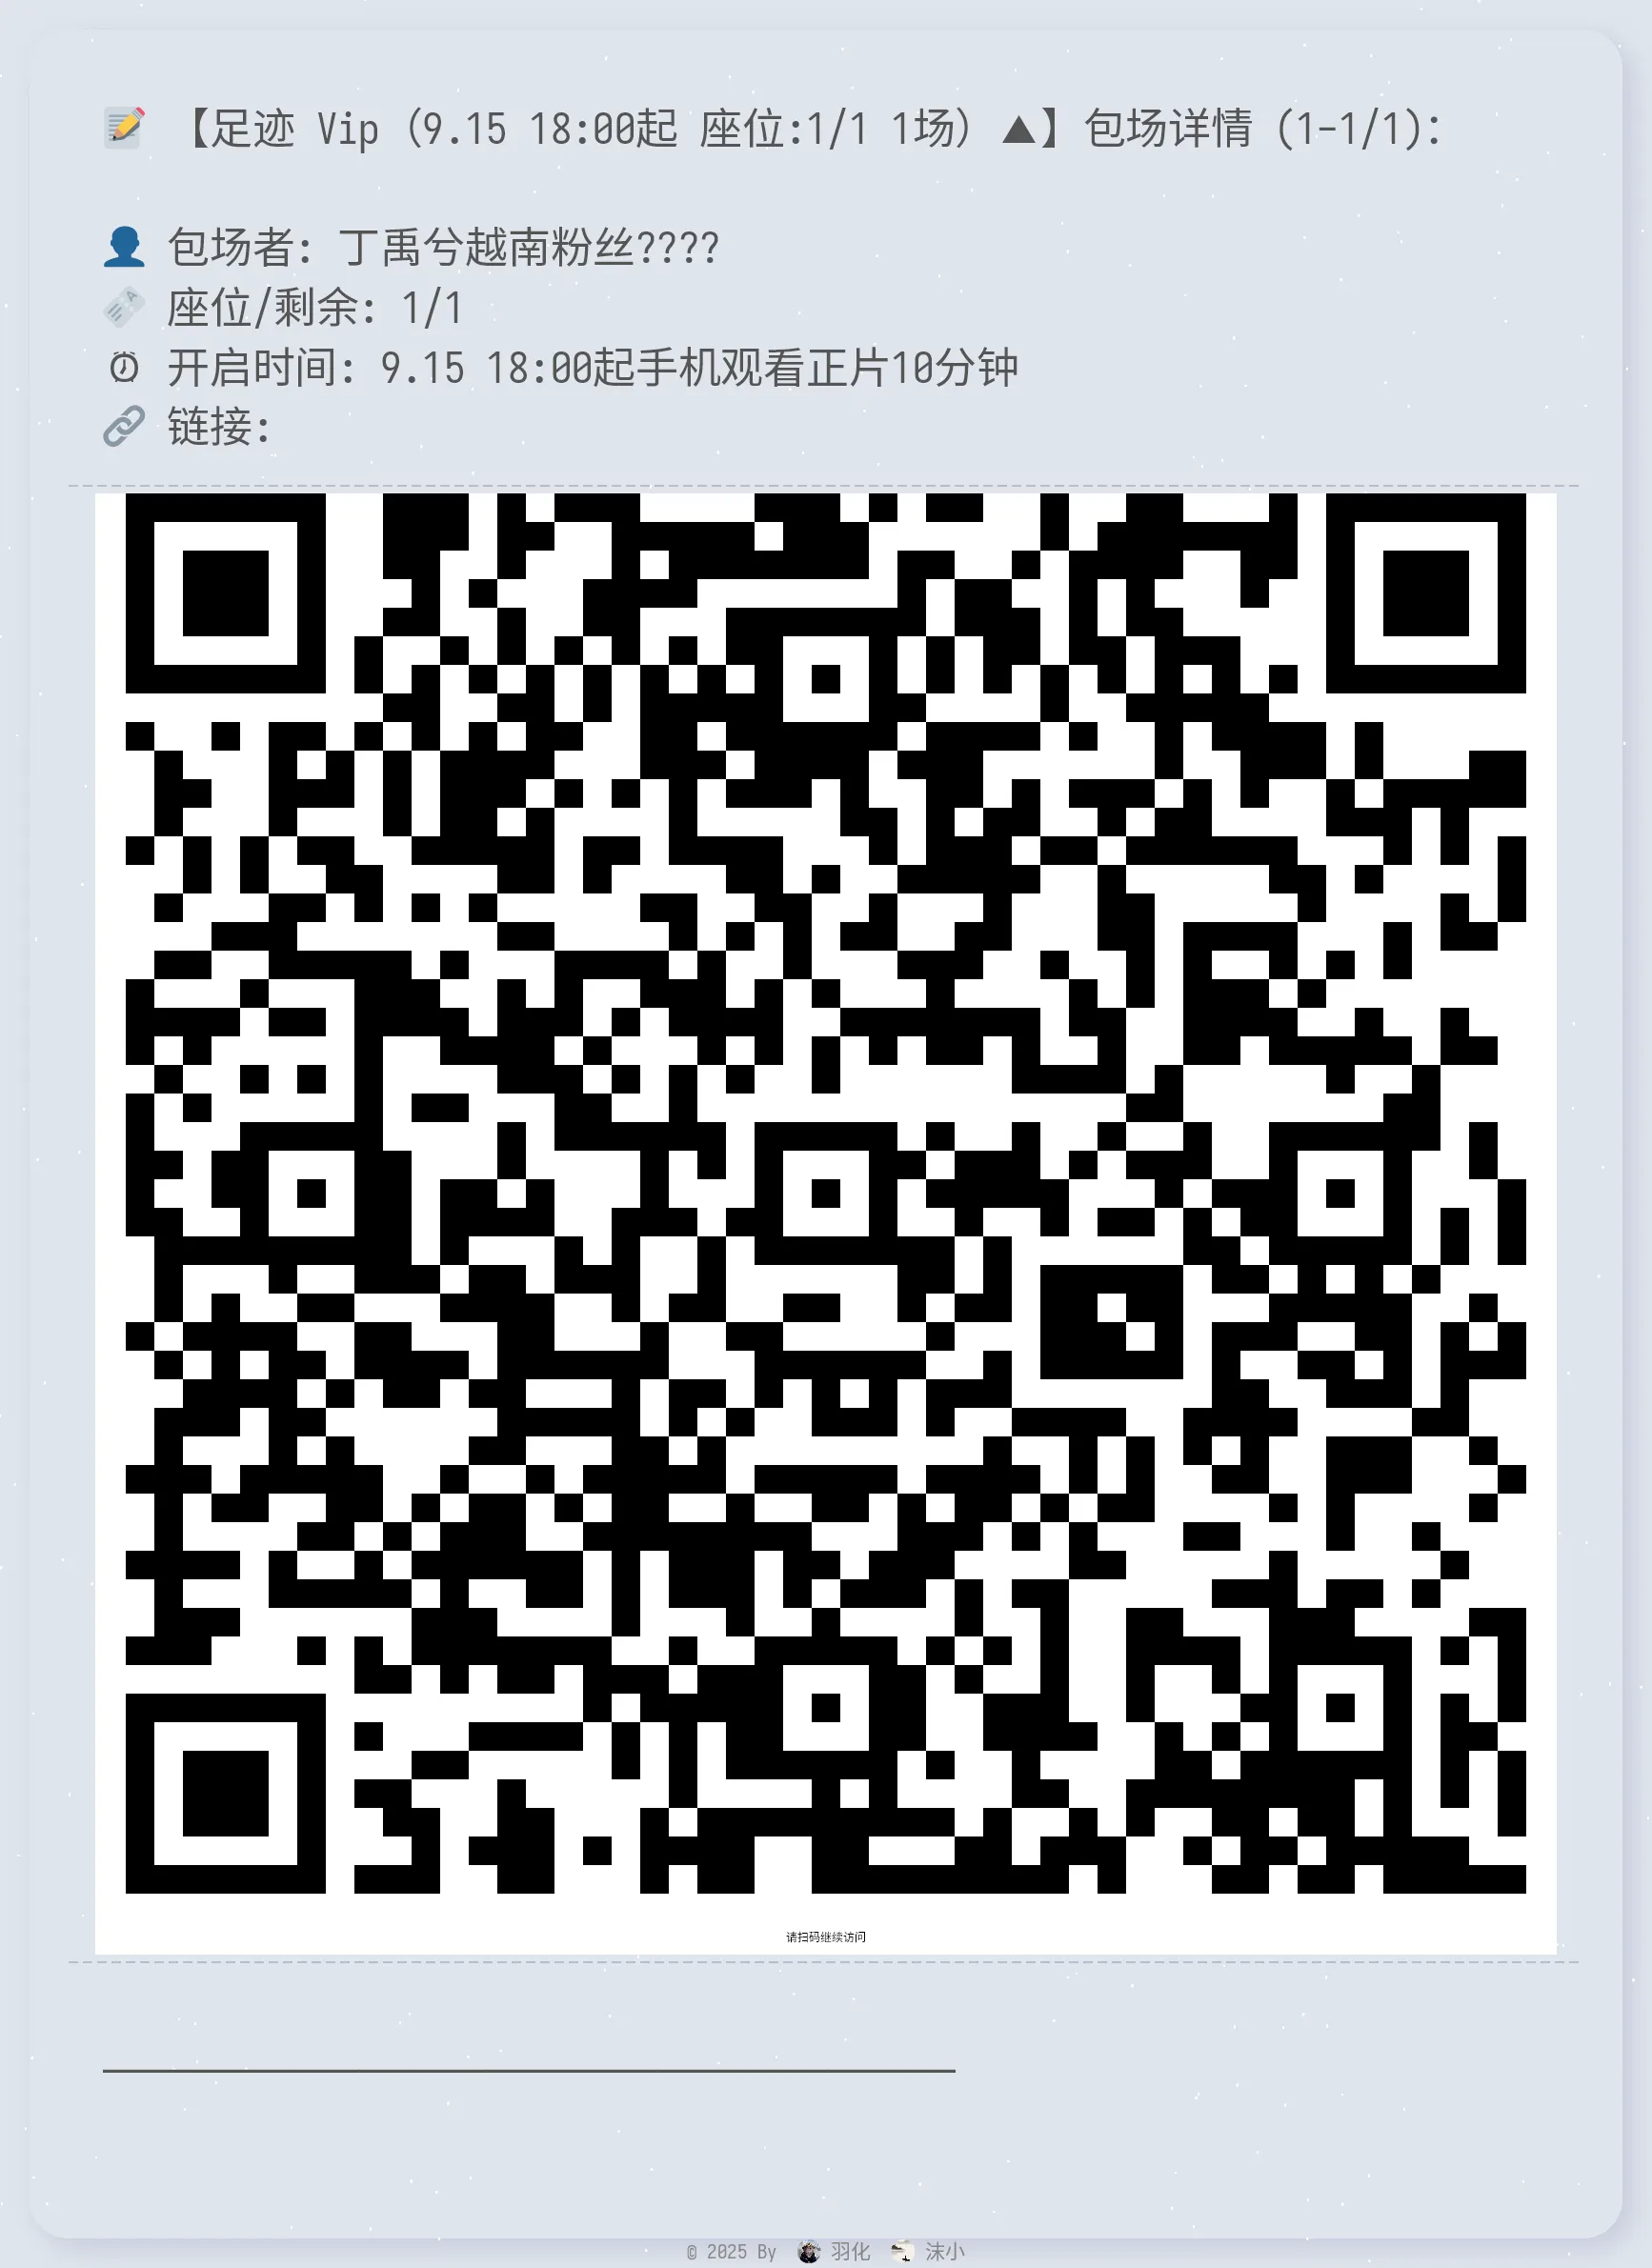 📝 【足迹 Vip（9.15 18:00起 座位:1/1 1场）▲】包场详情（1-1/1）：
👤 包场者：丁禹兮越南粉丝????
🎫 座位/剩余：1/1
⏰ 开启时间：9.15 18:00起手机观看正片10分钟
🔗 链接：
请扫码继续访问
© 2025 By 羽化 沫小